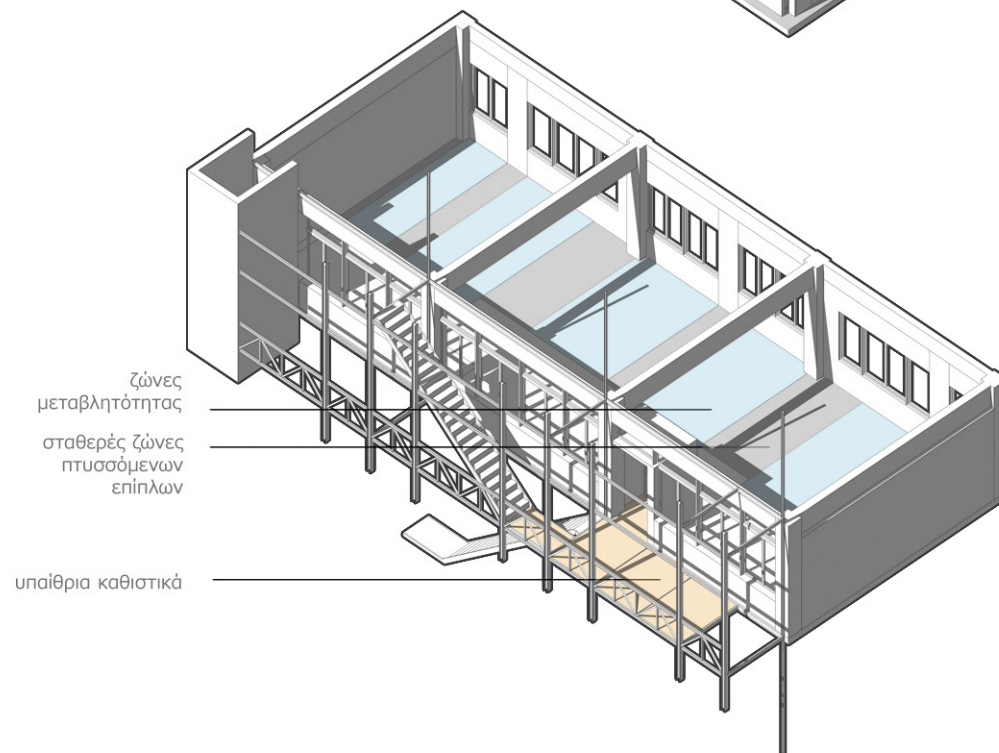 ζώνες
μεταβλητότητας
σταθερές ζώνες
πτυσσόμενων
επίπλων
υπαίθρια καθιστικά